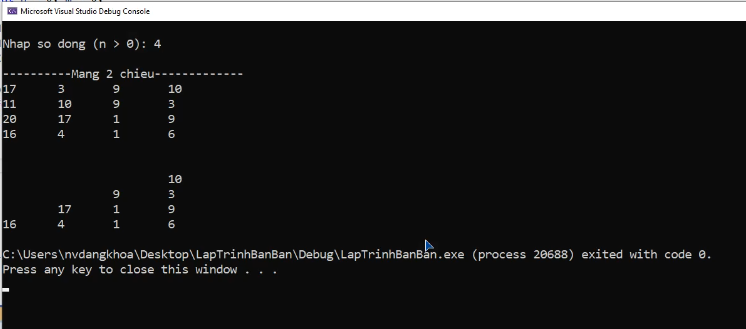 Microsoft Visual Studio Debug Console
Nhap so dong (n > 0): 4
----------Mang 2 chieu-------------
17 3 9 10
11 10 9 3
20 17 1 9
16 4 1 6
10
9 3
17 1 9
16 4 1 6
C:\Users\nvdangkhoa\Desktop\LapTrinhBanBan\Debug\LapTrinhBanBan.exe (process 20688) exited with code 0.
Press any key to close this window . . .